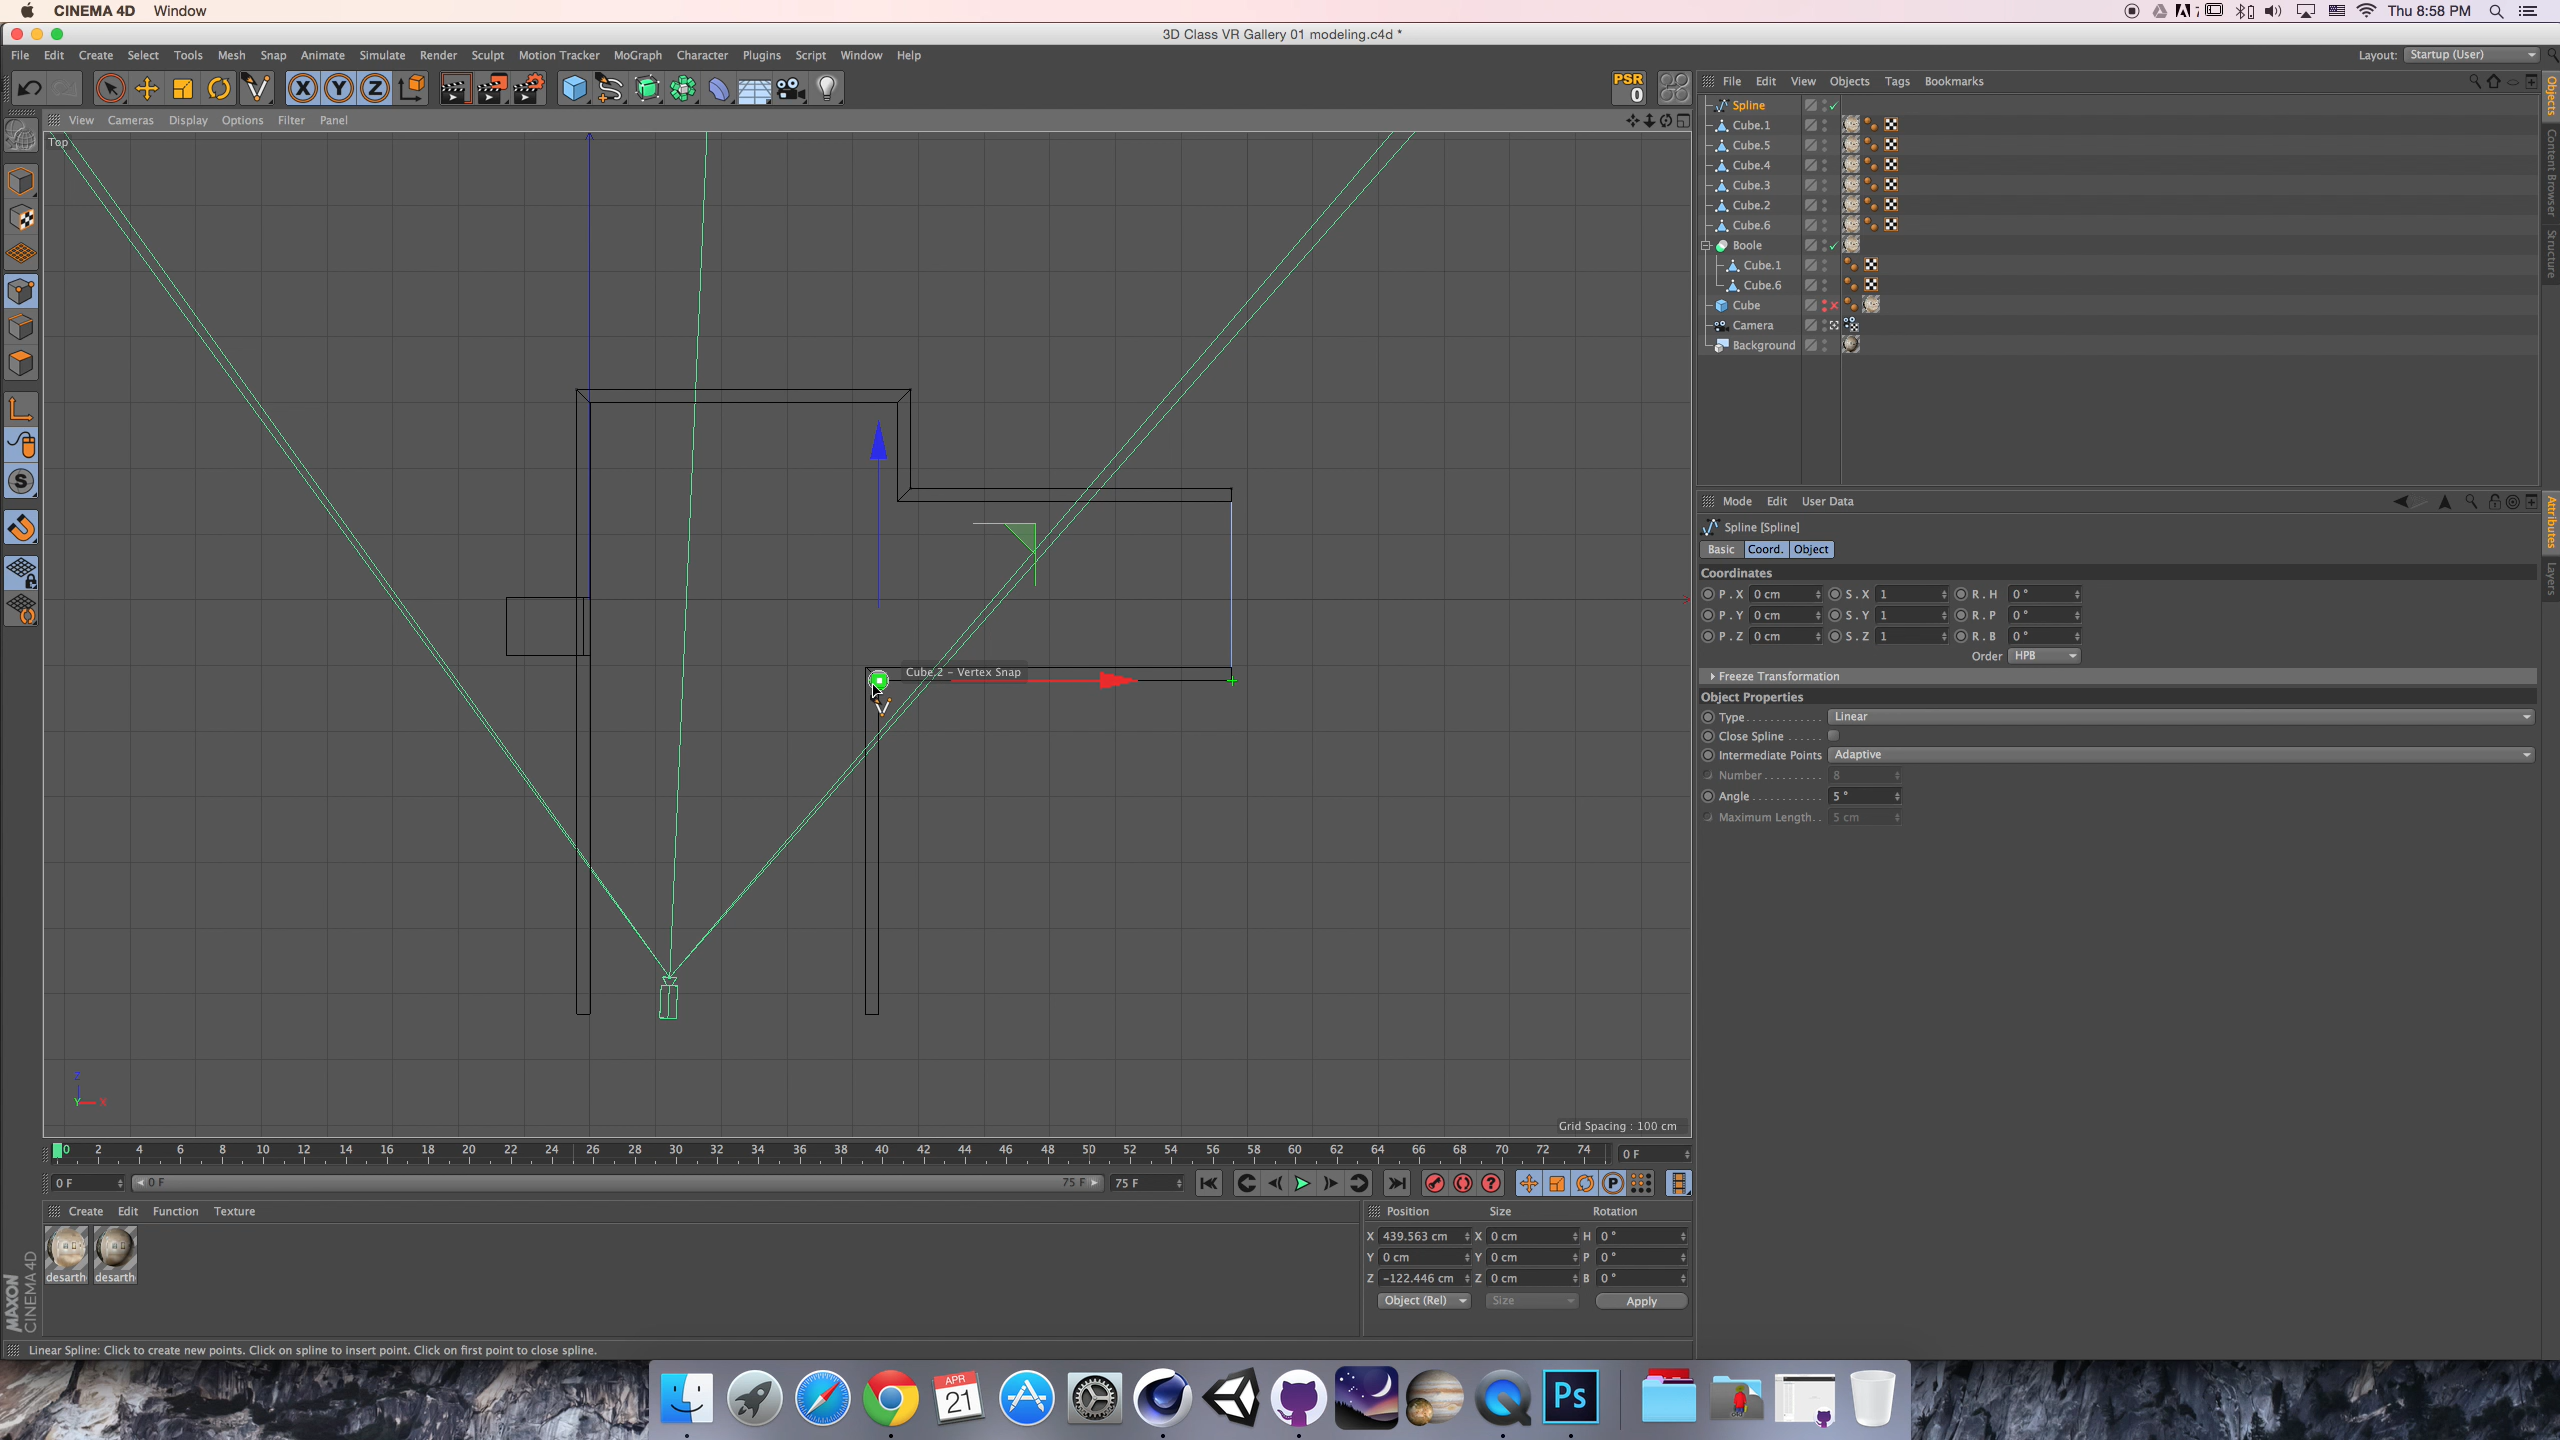 CINEMA 4D Window
Thu 8:58 PM
3D Class VR Gallery 01 modeling.c4d *
File Edit Create Select Tools Mesh Snap Animate Simulate Render Sculpt Motion Tracker MoGraph Character Plugins Script Window Help
Layout: Startup (User)
X Y Z
PSR
0
File Edit View Objects Tags Bookmarks
View Cameras Display Options Filter Panel
Top
Spline
Cube.1
Cube.5
Cube.4
Cube.3
Cube.2
Cube.6
Boole
Cube.1
Cube.6
Cube
Camera
Background
Objects
Content Browser
Structure
Mode Edit User Data
Attributes
Layers
Spline [Spline]
Basic Coord. Object
Coordinates
P . X 0 cm S . X 1 R . H 0 °
P . Y 0 cm S . Y 1 R . P 0 °
P . Z 0 cm S . Z 1 R . B 0 °
Order HPB
Freeze Transformation
Object Properties
Type Linear
Close Spline
Intermediate Points Adaptive
Number 8
Angle 5 °
Maximum Length 5 cm
Cube.2 - Vertex Snap
Z
Y X
Grid Spacing : 100 cm
0 2 4 6 8 10 12 14 16 18 20 22 24 26 28 30 32 34 36 38 40 42 44 46 48 50 52 54 56 58 60 62 64 66 68 70 72 74 0 F
0 F 0 F 75 F 75 F
Create Edit Function Texture
desarth desarth
MAXON
CINEMA 4D
Position Size Rotation
X 439.563 cm X 0 cm H 0 °
Y 0 cm Y 0 cm P 0 °
Z -122.446 cm Z 0 cm B 0 °
Object (Rel) Size Apply
Linear Spline: Click to create new points. Click on spline to insert point. Click on first point to close spline.
APR
21
Ps